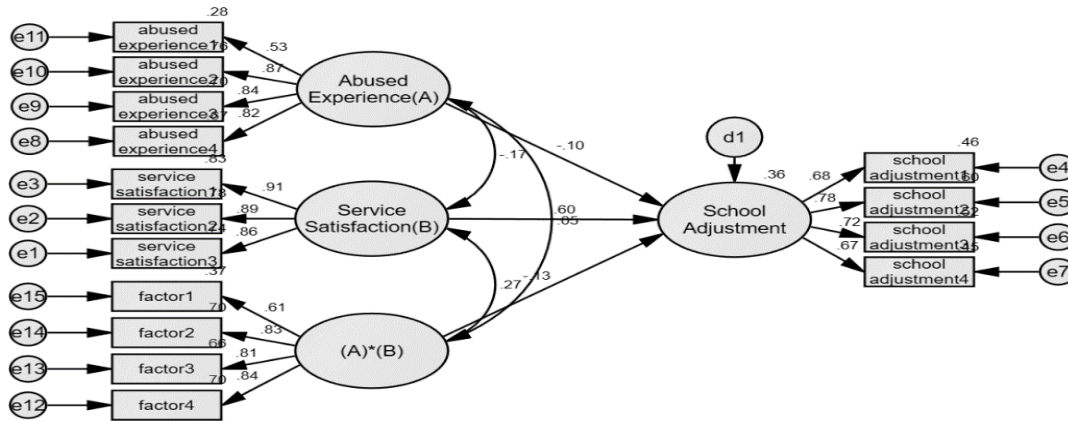 .28
e11
abused
experience1
.53
e10
abused
experience2
.87
e9
abused
experience3
.84
e8
abused
experience4
.82
Abused
Experience(A)
.83
e3
service
satisfaction1
.91
e2
service
satisfaction2
.89
e1
service
satisfaction3
.86
Service
Satisfaction(B)
.37
e15
factor1
.61
.70
e14
factor2
.83
.66
e13
factor3
.81
.70
e12
factor4
.84
(A)*(B)
-.17
.27
.05
-.10
.60
-.13
d1
.36
School
Adjustment
.46
.68
school
adjustment1
e4
.78
school
adjustment2
e5
.72
school
adjustment3
e6
.67
school
adjustment4
e7